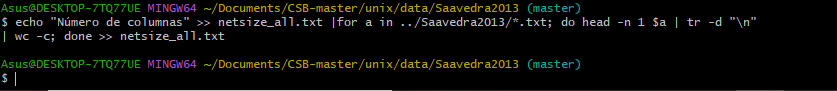 Asus@DESKTOP-7TQ77UE MINGW64 ~/Documents/CSB-master/unix/data/Saavedra2013 (master)
$ echo "Número de columnas" >> netsize_all.txt |for a in ../Saavedra2013/*.txt; do head -n 1 $a | tr -d "\n"
| wc -c; done >> netsize_all.txt
Asus@DESKTOP-7TQ77UE MINGW64 ~/Documents/CSB-master/unix/data/Saavedra2013 (master)
$